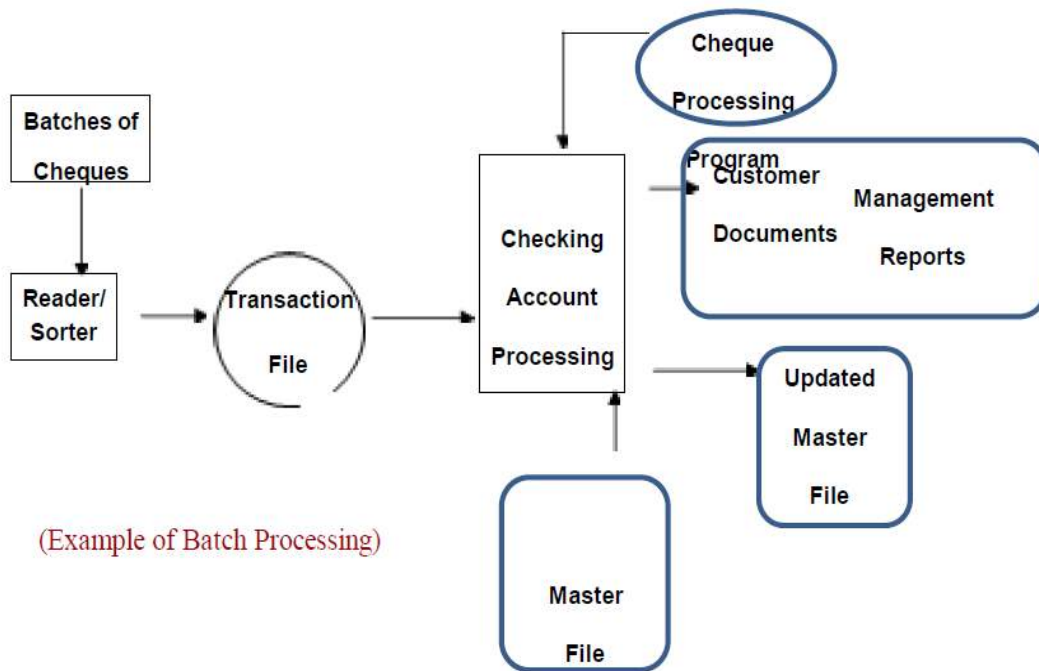 Cheque
Processing
Program
Batches of
Cheques
Customer
Documents
Management
Reports
Checking
Account
Processing
Reader/
Sorter
Transaction
File
Updated
Master
File
(Example of Batch Processing)
Master
File